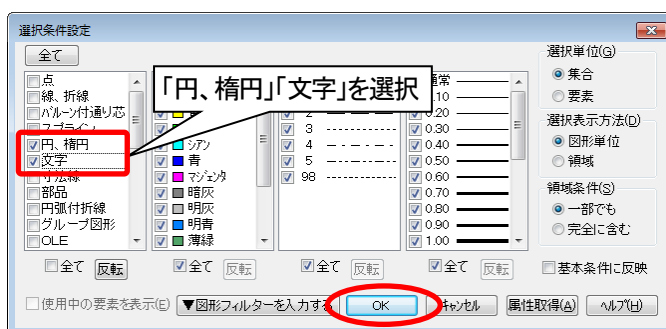 選択条件設定
全て
点
線、折線
バルーン付通り芯
スプライン
円、楕円
文字
寸法線
部品
円弧付折線
グループ図形
OLE
「円、楕円」「文字」を選択
シアン
青
マジェンタ
暗灰
明灰
明青
薄緑
2
3
4
5
98
通常
0.10
0.20
0.30
0.40
0.50
0.60
0.70
0.80
0.90
1.00
選択単位(G)
集合
要素
選択表示方法(D)
図形単位
領域
領域条件(S)
一部でも
完全に含む
全て 反転
全て 反転
全て 反転
全て 反転
基本条件に反映
使用中の要素を表示(E)
▼図形フィルターを入力する
OK
キャンセル
属性取得(A)
ヘルプ(H)